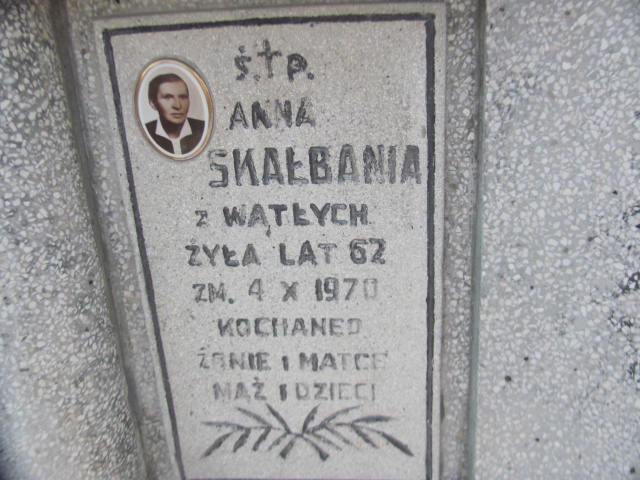 Ś.†P.
ANNA
SKAŁBANIA
z WĄTŁYCH
ŻYŁA LAT 62
ZM. 4 X 1970
KOCHANEJ
ŻONIE I MATCE
MĄŻ I DZIECI